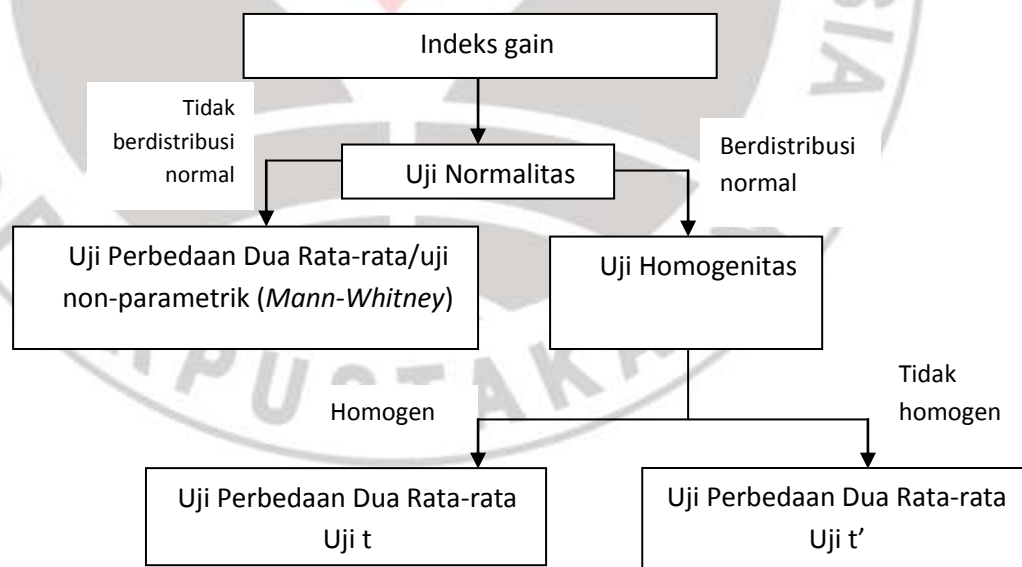 Indeks gain
Tidak
berdistribusi
normal
Uji Normalitas
Berdistribusi
normal
Uji Perbedaan Dua Rata-rata/uji
non-parametrik (Mann-Whitney)
Uji Homogenitas
Homogen
Tidak
homogen
Uji Perbedaan Dua Rata-rata
Uji t
Uji Perbedaan Dua Rata-rata
Uji t’